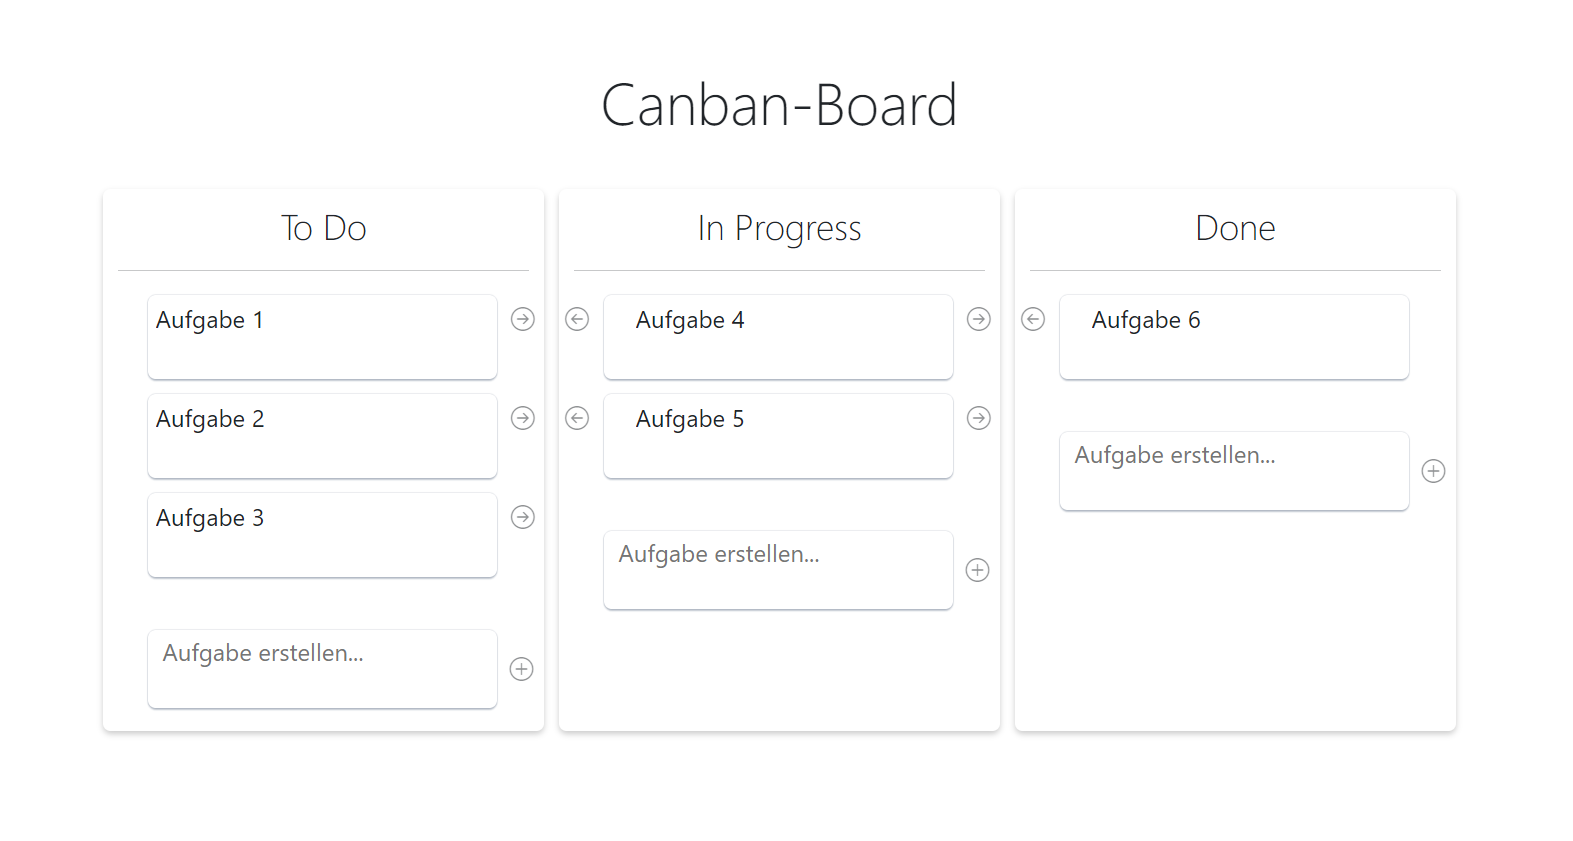 Canban-Board
To Do
Aufgabe 1
Aufgabe 2
Aufgabe 3
Aufgabe erstellen...
In Progress
Aufgabe 4
Aufgabe 5
Aufgabe erstellen...
Done
Aufgabe 6
Aufgabe erstellen...